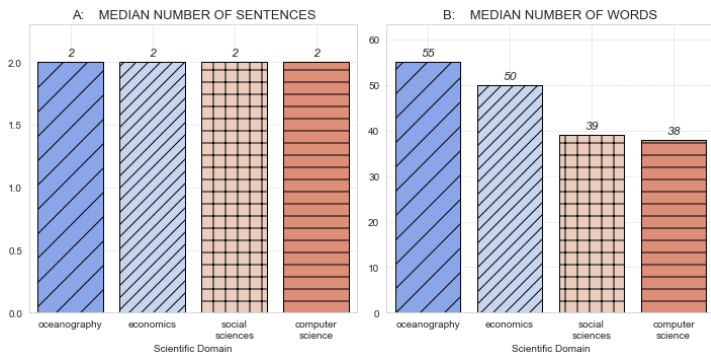 A: MEDIAN NUMBER OF SENTENCES
2 2 2 2
2.0
1.5
1.0
0.5
0.0
oceanography economics social sciences computer science
Scientific Domain
B: MEDIAN NUMBER OF WORDS
55 50 39 38
60
50
40
30
20
10
0
oceanography economics social sciences computer science
Scientific Domain